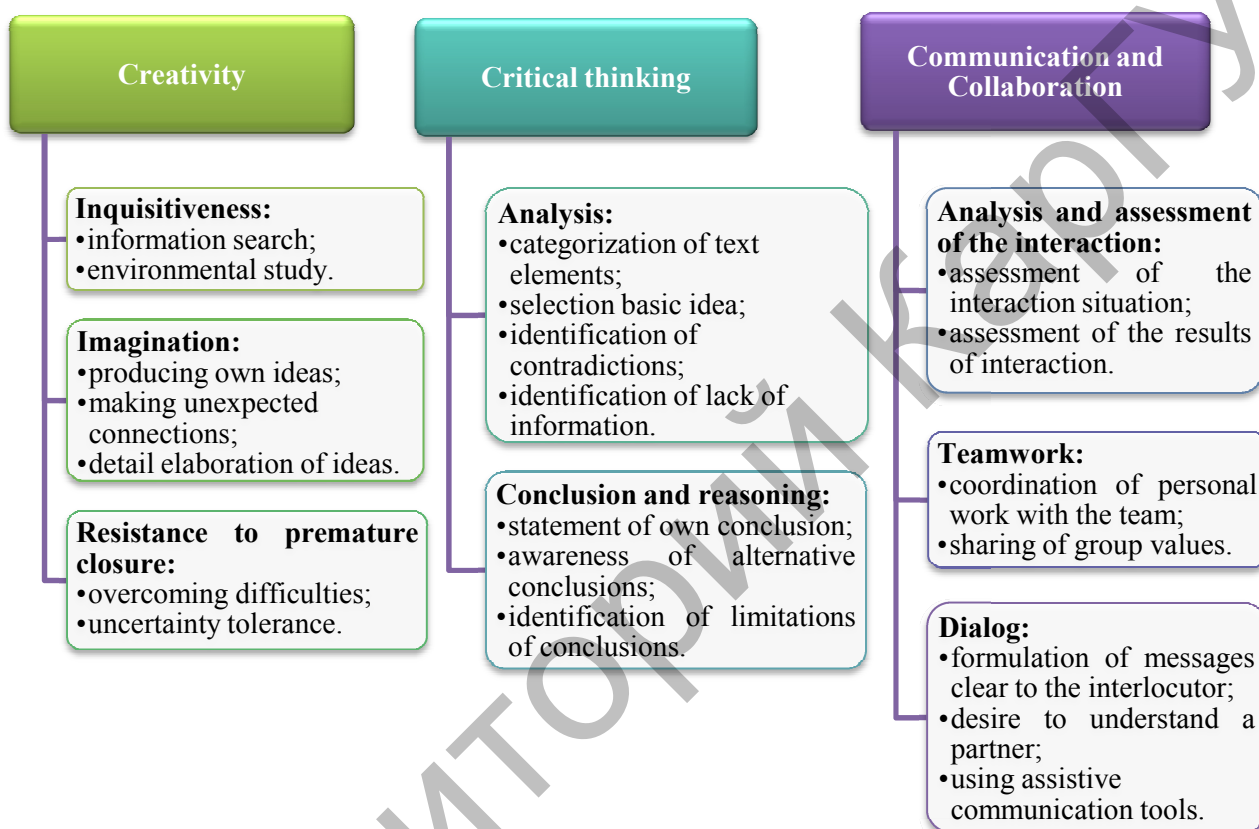 Creativity
Inquisitiveness:
•information search;
•environmental study.
Imagination:
•producing own ideas;
•making unexpected
connections;
•detail elaboration of ideas.
Resistance to premature
closure:
•overcoming difficulties;
•uncertainty tolerance.
Critical thinking
Analysis:
•categorization of text
elements;
•selection basic idea;
•identification of
contradictions;
•identification of lack of
information.
Conclusion and reasoning:
•statement of own conclusion;
•awareness of alternative
conclusions;
•identification of limitations
of conclusions.
Communication and
Collaboration
Analysis and assessment
of the interaction:
•assessment of the
interaction situation;
•assessment of the results
of interaction.
Teamwork:
•coordination of personal
work with the team;
•sharing of group values.
Dialog:
•formulation of messages
clear to the interlocutor;
•desire to understand a
partner;
•using assistive
communication tools.
иторий КарГУ